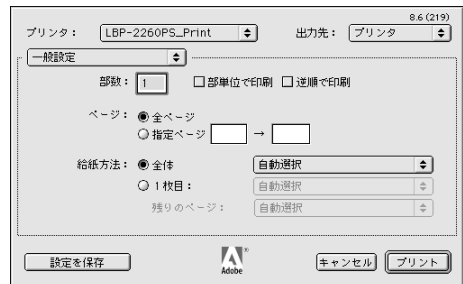 8.6 (219)
プリンタ： LBP-2260PS_Print 出力先： プリンタ
一般設定
部数： 1 部単位で印刷 逆順で印刷
ページ： 全ページ
指定ページ →
給紙方法： 全体 自動選択
1 枚目： 自動選択
残りのページ： 自動選択
設定を保存 Adobe ® キャンセル プリント